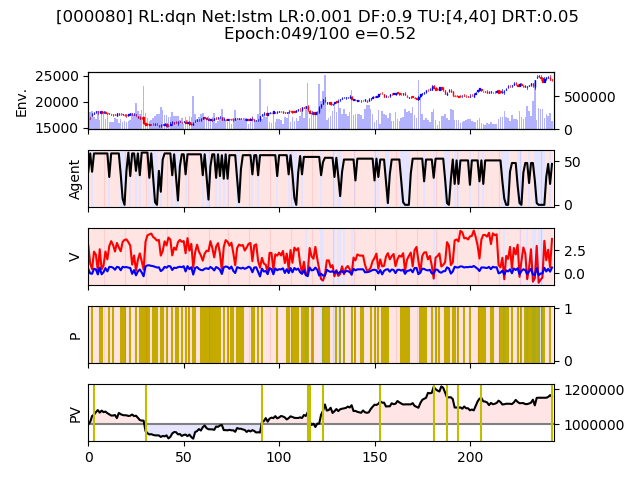 [000080] RL:dqn Net:lstm LR:0.001 DF:0.9 TU:[4,40] DRT:0.05
Epoch:049/100 e=0.52
Env.
25000
20000
15000
500000
0
Agent
50
0
V
2.5
0.0
P
1
0
PV
1200000
1000000
0
50
100
150
200